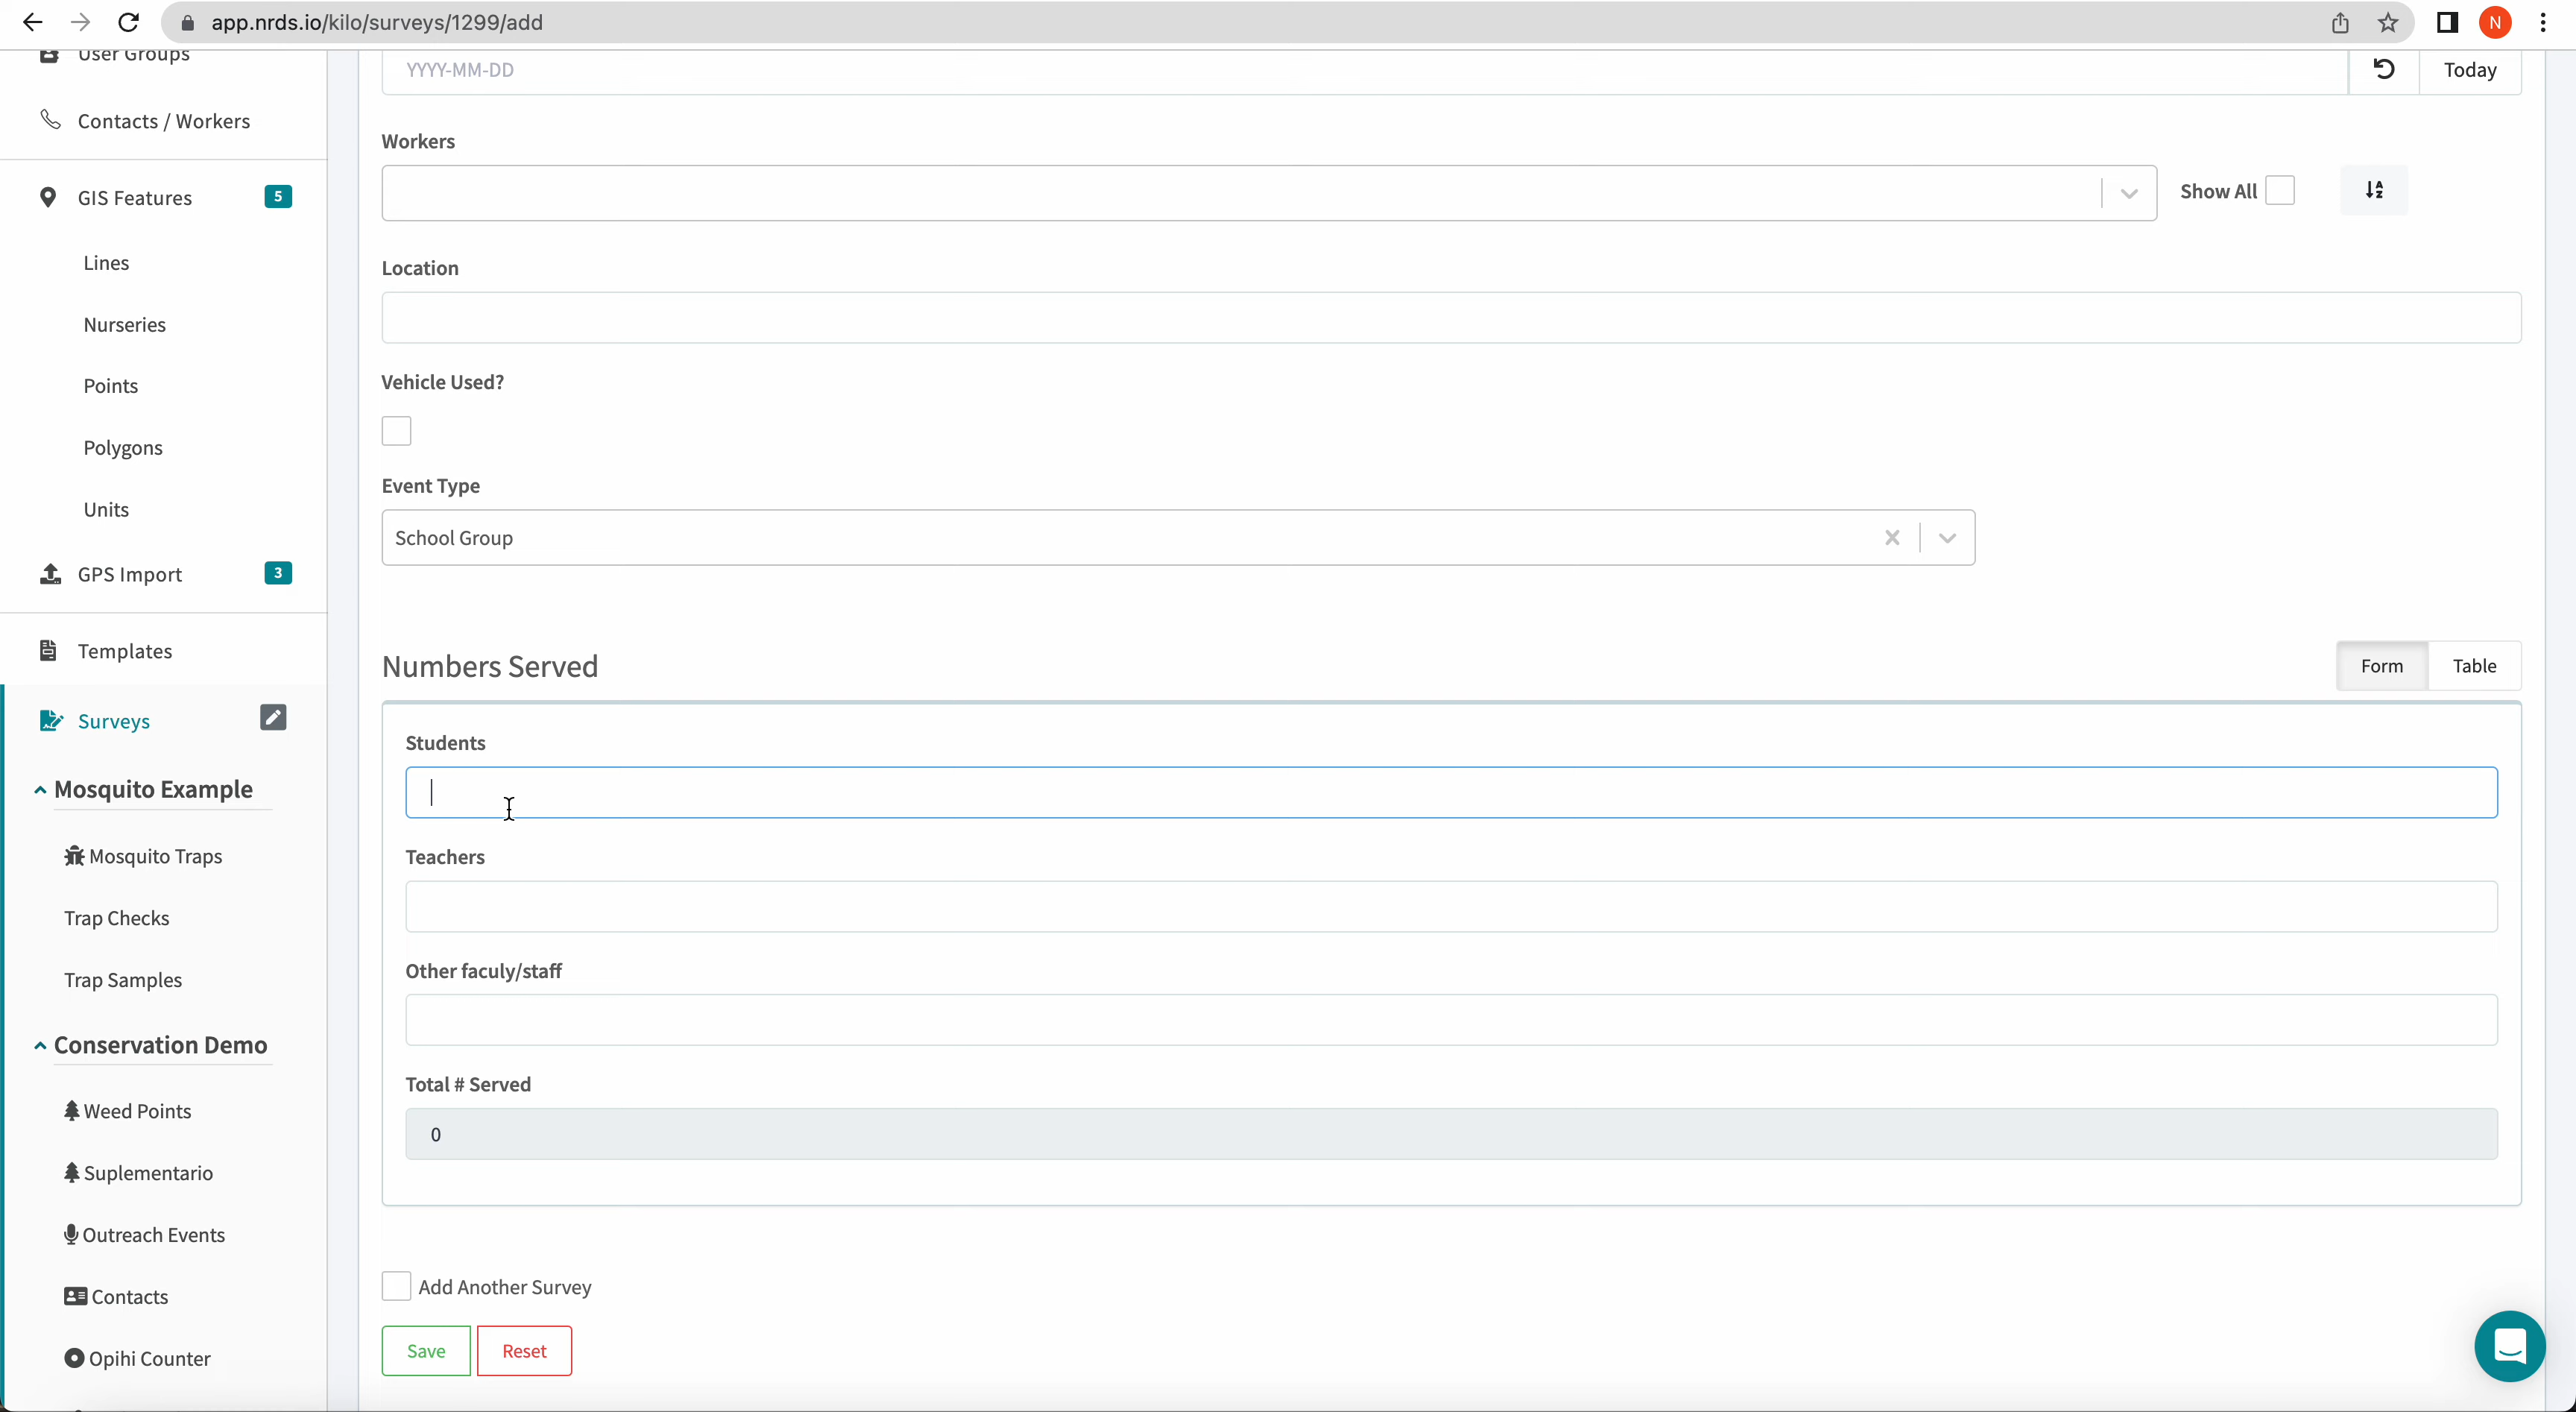 app.nrds.io/kilo/surveys/1299/add
N
User Groups
Contacts / Workers
GIS Features 5
Lines
Nurseries
Points
Polygons
Units
GPS Import 3
Templates
Surveys
Mosquito Example
Mosquito Traps
Trap Checks
Trap Samples
Conservation Demo
Weed Points
Suplementario
Outreach Events
Contacts
Opihi Counter
YYYY-MM-DD
Today
Workers
Show All
Location
Vehicle Used?
Event Type
School Group
Numbers Served
Form Table
Students
Teachers
Other faculy/staff
Total # Served
0
Add Another Survey
Save Reset